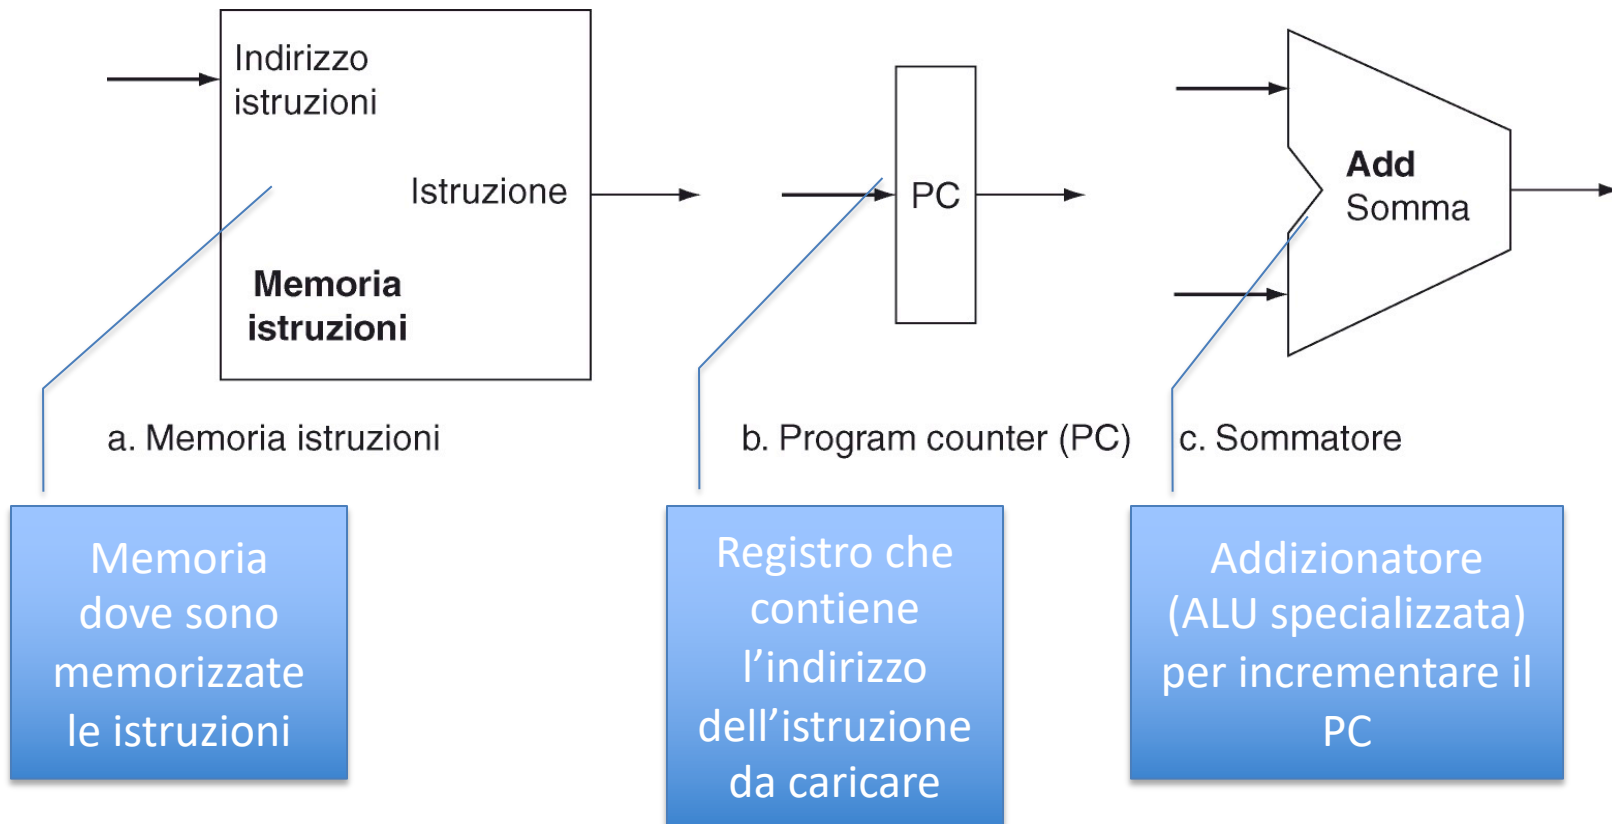 Indirizzo
istruzioni
Istruzione
Memoria
istruzioni
PC
Add
Somma
a. Memoria istruzioni
b. Program counter (PC)
c. Sommatore
Memoria
dove sono
memorizzate
le istruzioni
Registro che
contiene
l’indirizzo
dell’istruzione
da caricare
Addizionatore
(ALU specializzata)
per incrementare il
PC